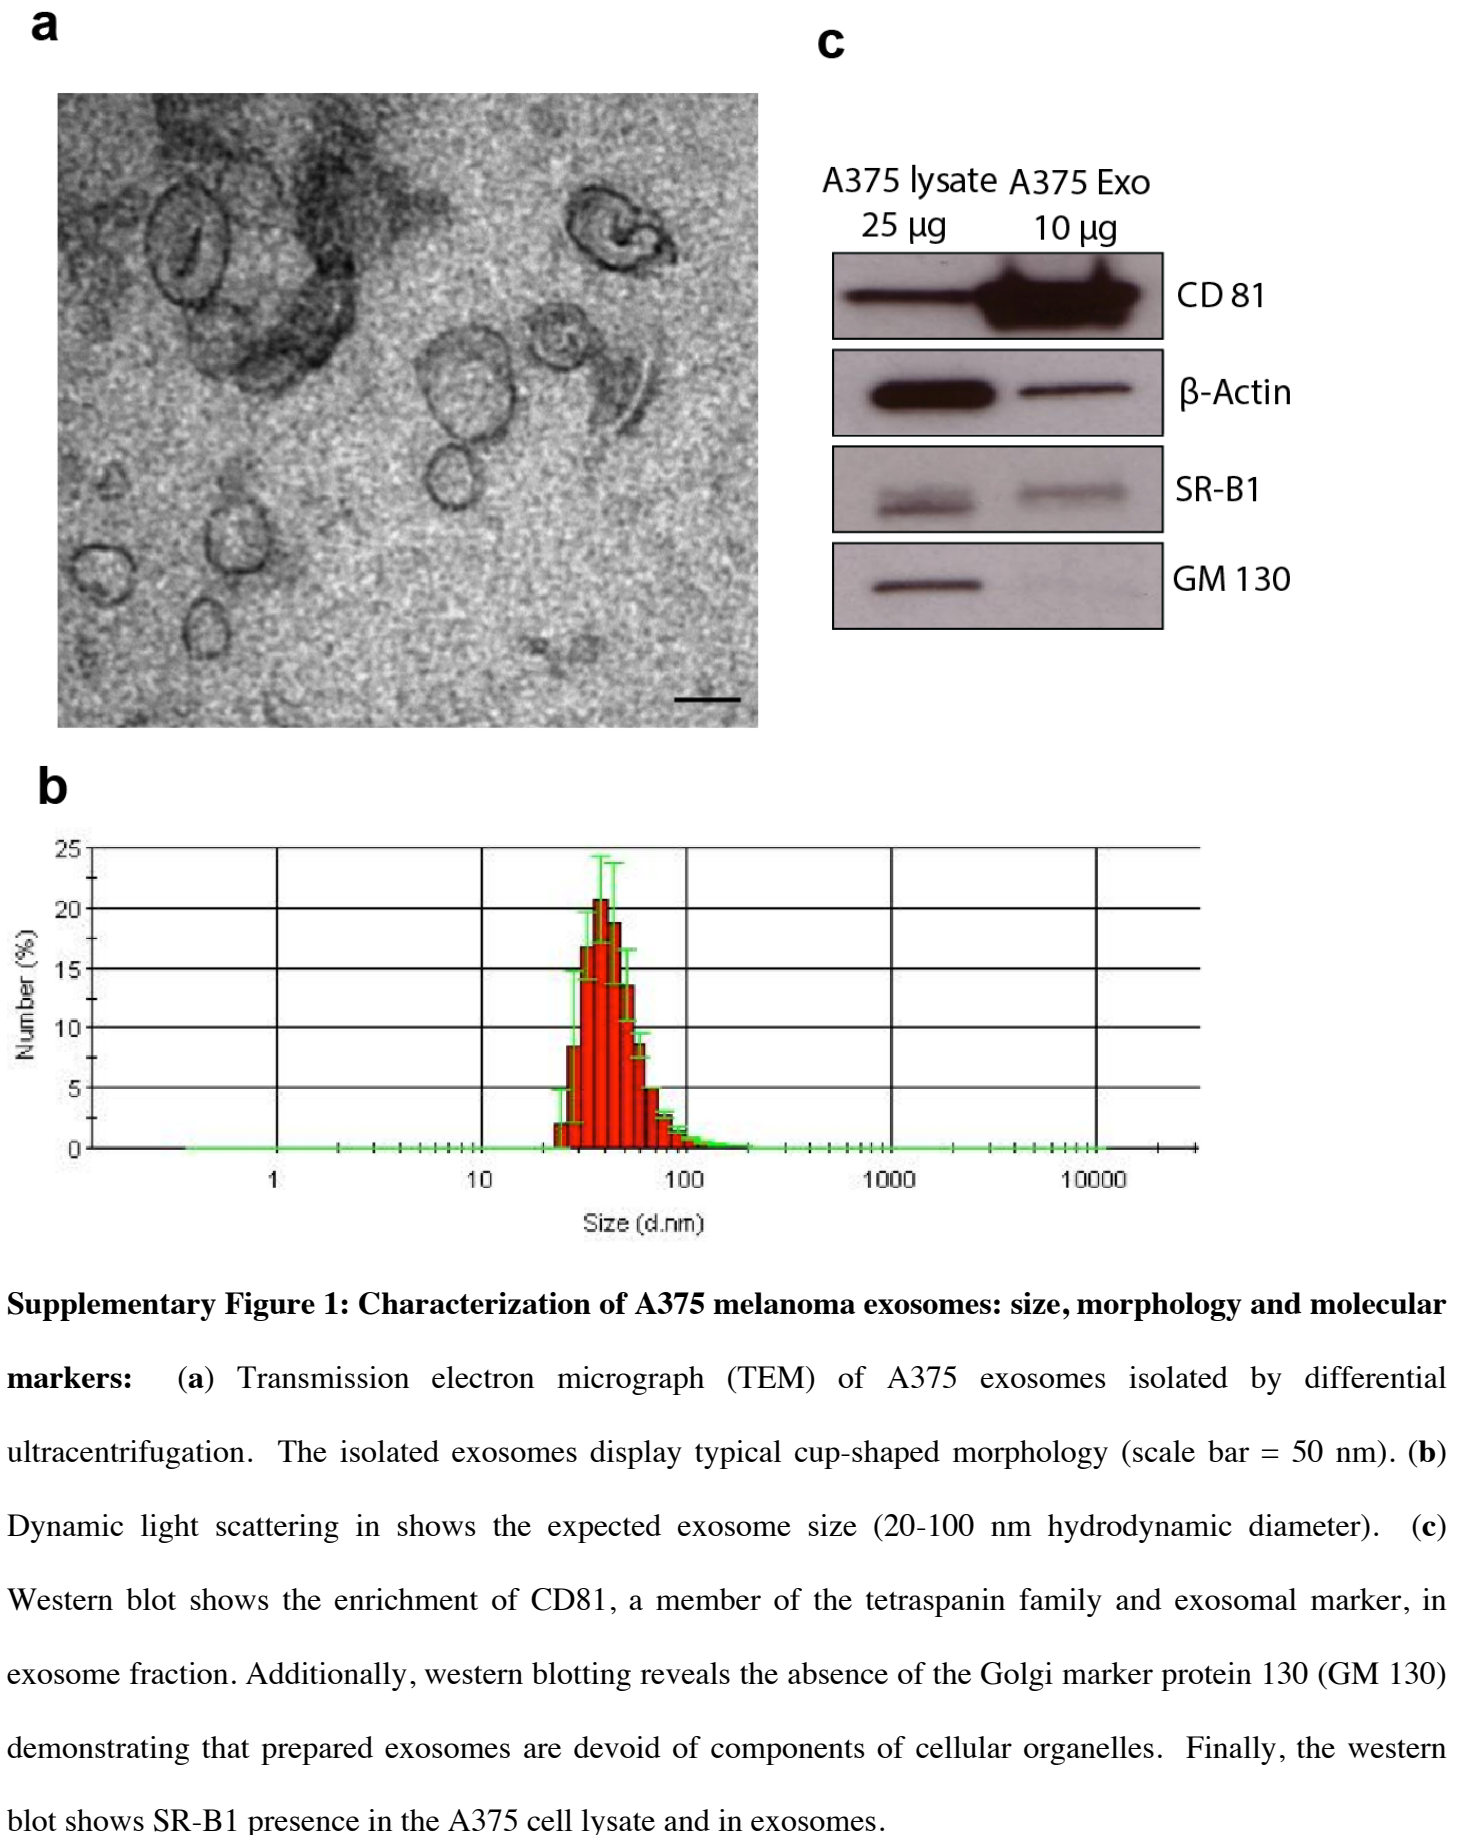 a
c
A375 lysate A375 Exo
25 µg 10 µg
CD 81
β-Actin
SR-B1
GM 130
b
25
20
15
10
5
0
Number (%)
1 10 100 1000 10000
Size (d.nm)
Supplementary Figure 1: Characterization of A375 melanoma exosomes: size, morphology and molecular
markers: (a) Transmission electron micrograph (TEM) of A375 exosomes isolated by differential
ultracentrifugation. The isolated exosomes display typical cup-shaped morphology (scale bar = 50 nm). (b)
Dynamic light scattering in shows the expected exosome size (20-100 nm hydrodynamic diameter). (c)
Western blot shows the enrichment of CD81, a member of the tetraspanin family and exosomal marker, in
exosome fraction. Additionally, western blotting reveals the absence of the Golgi marker protein 130 (GM 130)
demonstrating that prepared exosomes are devoid of components of cellular organelles. Finally, the western
blot shows SR-B1 presence in the A375 cell lysate and in exosomes.